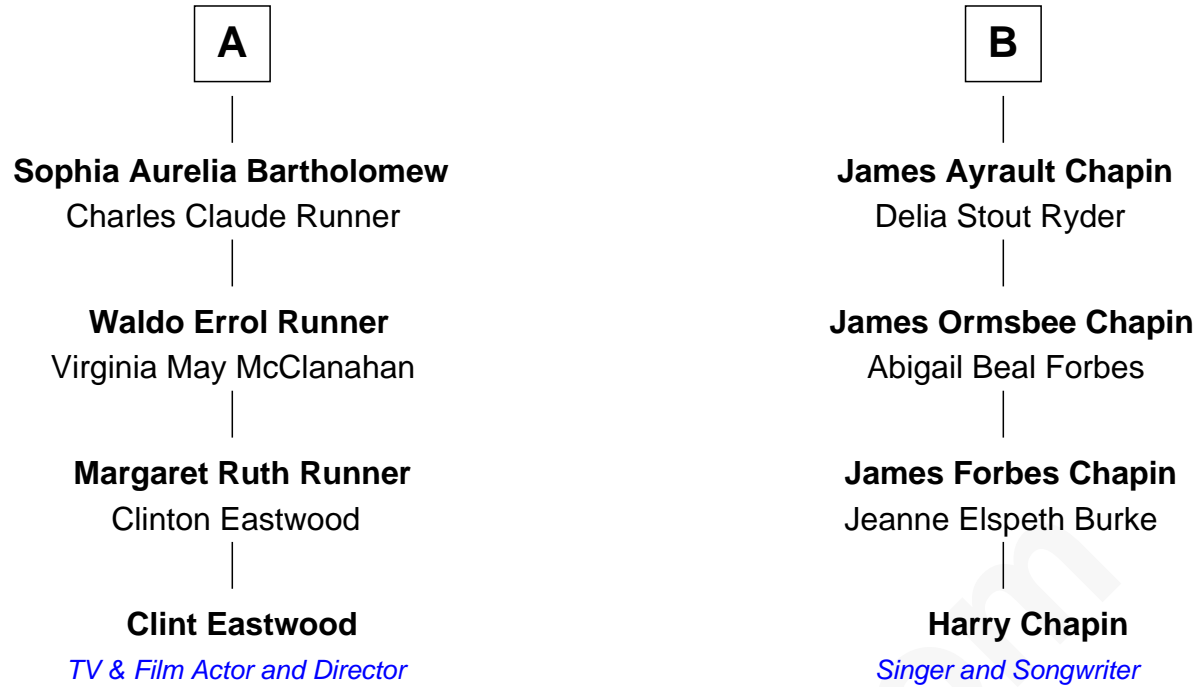 A
Sophia Aurelia Bartholomew
Charles Claude Runner
Waldo Errol Runner
Virginia May McClanahan
Margaret Ruth Runner
Clinton Eastwood
Clint Eastwood
TV & Film Actor and Director
B
James Ayrault Chapin
Delia Stout Ryder
James Ormsbee Chapin
Abigail Beal Forbes
James Forbes Chapin
Jeanne Elspeth Burke
Harry Chapin
Singer and Songwriter